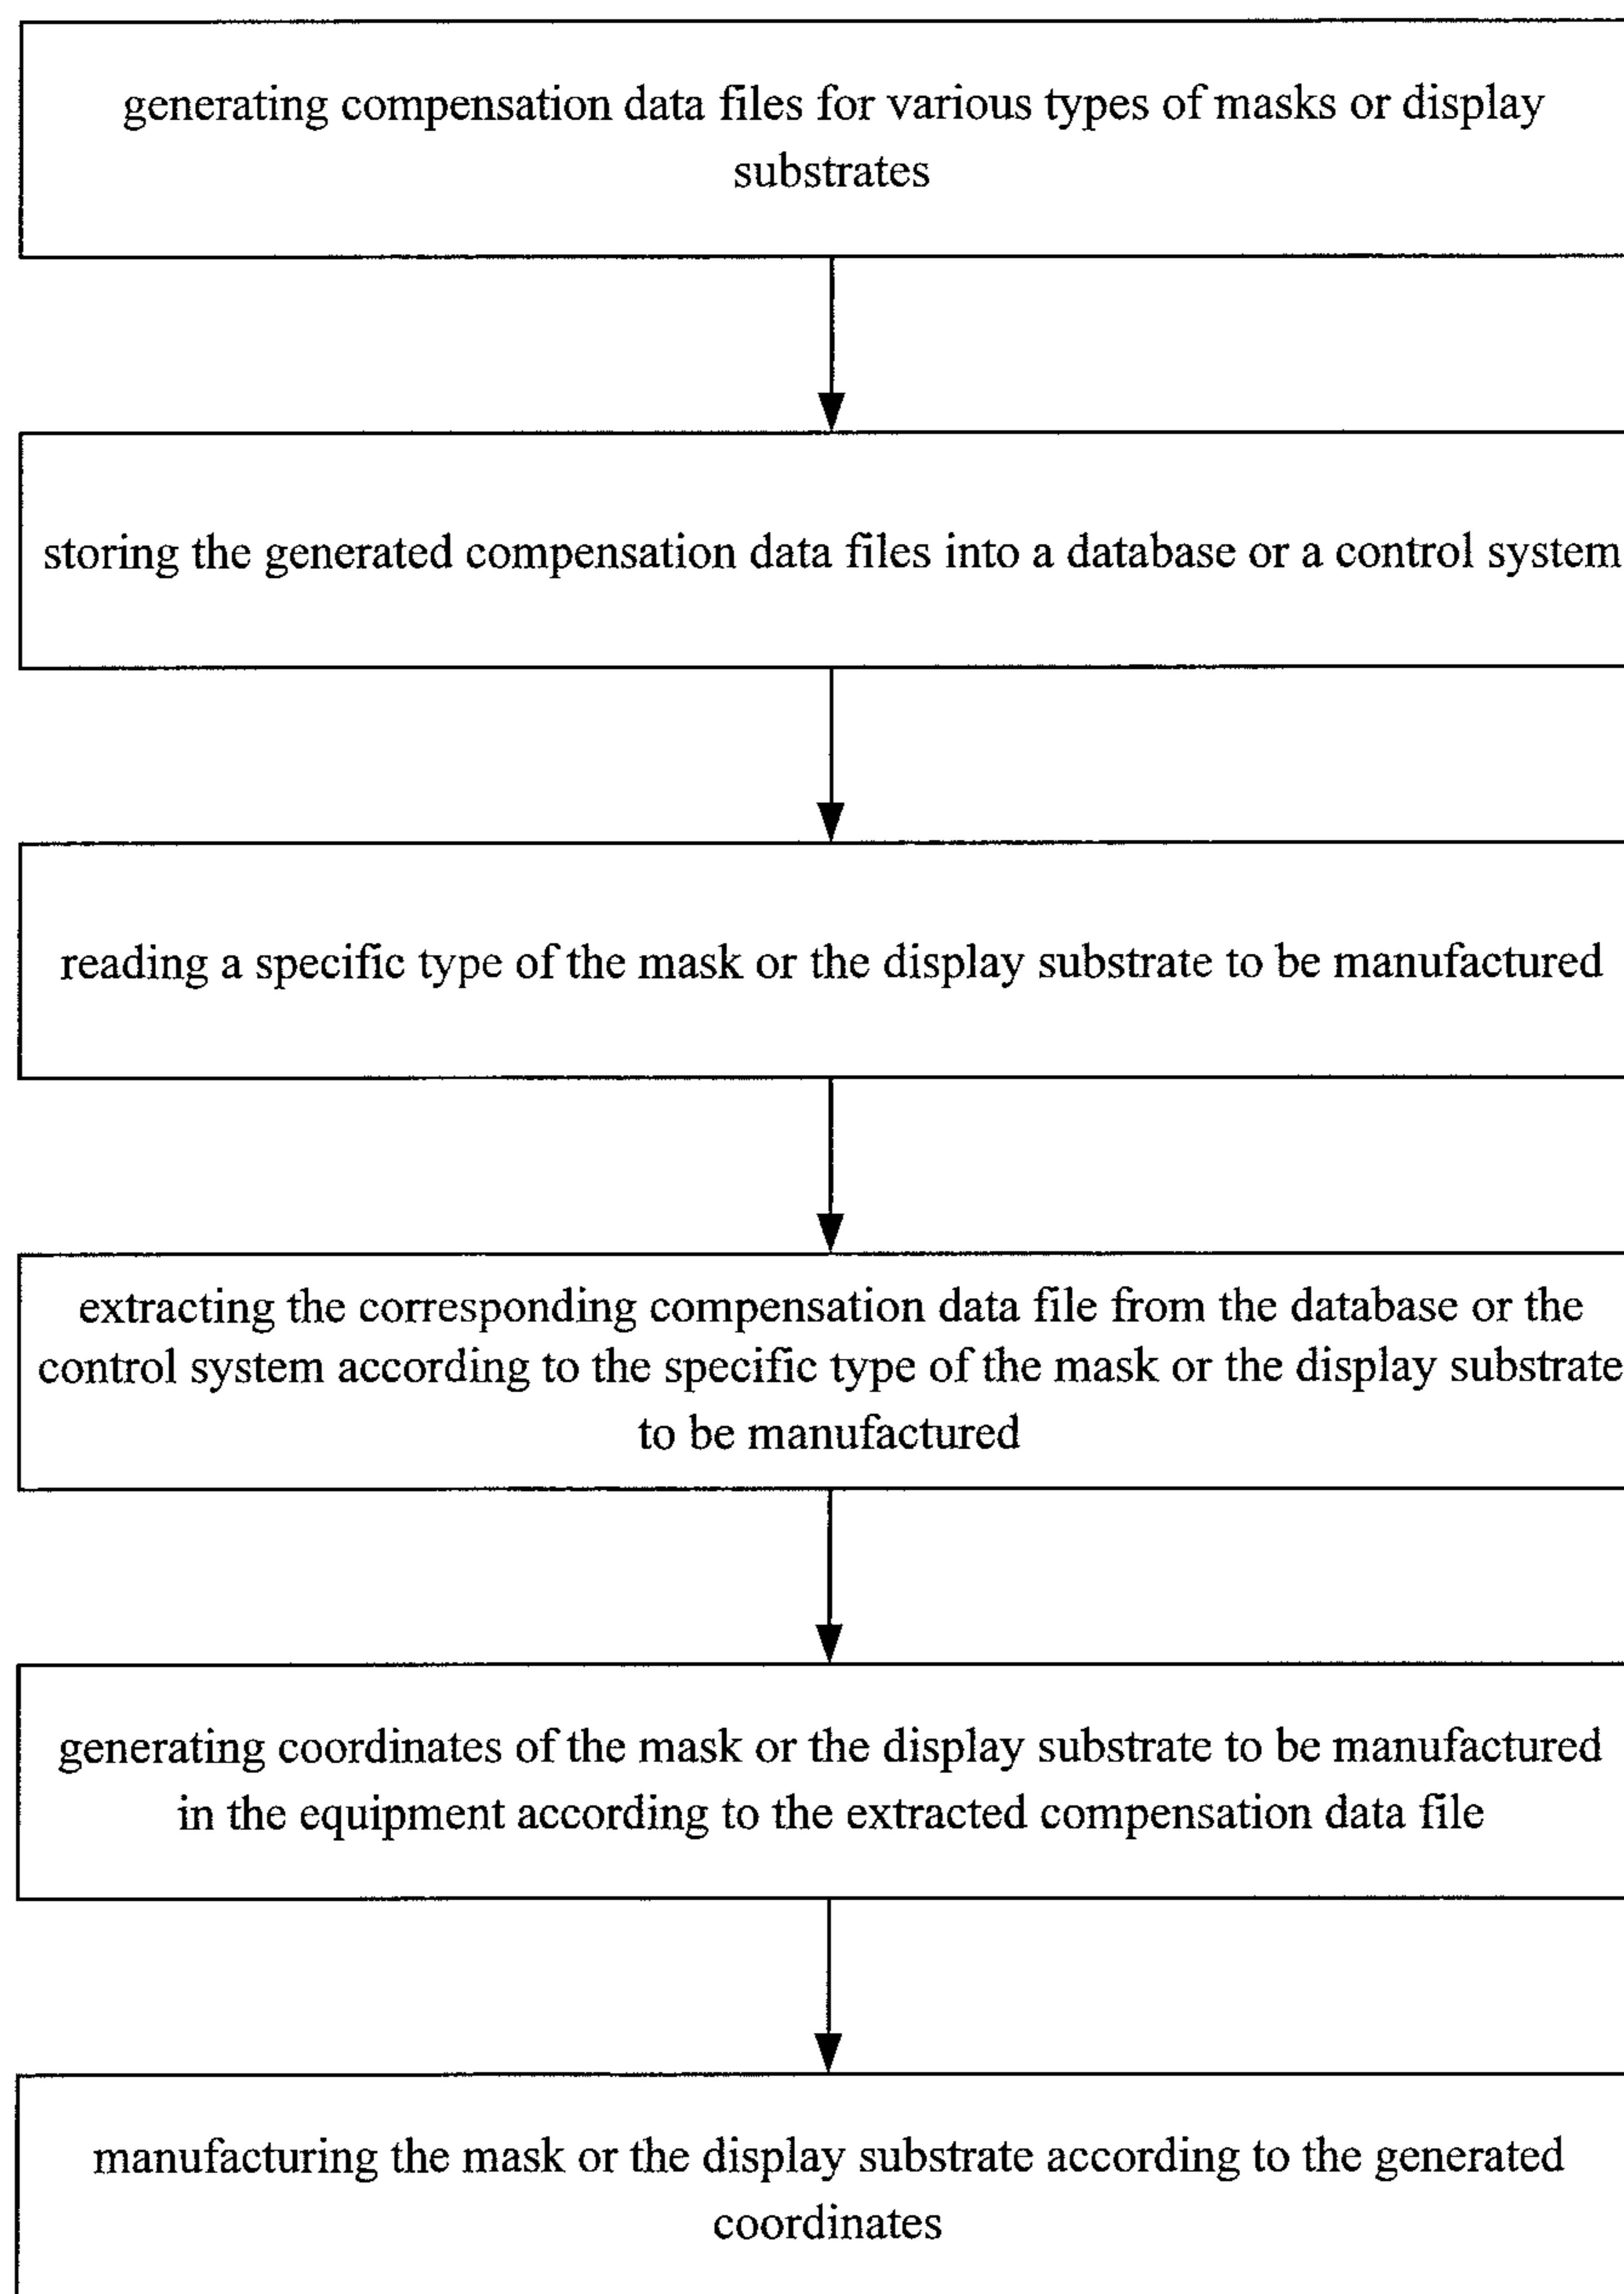 generating compensation data files for various types of masks or display
substrates
storing the generated compensation data files into a database or a control system
reading a specific type of the mask or the display substrate to be manufactured
extracting the corresponding compensation data file from the database or the
control system according to the specific type of the mask or the display substrate
to be manufactured
generating coordinates of the mask or the display substrate to be manufactured
in the equipment according to the extracted compensation data file
manufacturing the mask or the display substrate according to the generated
coordinates